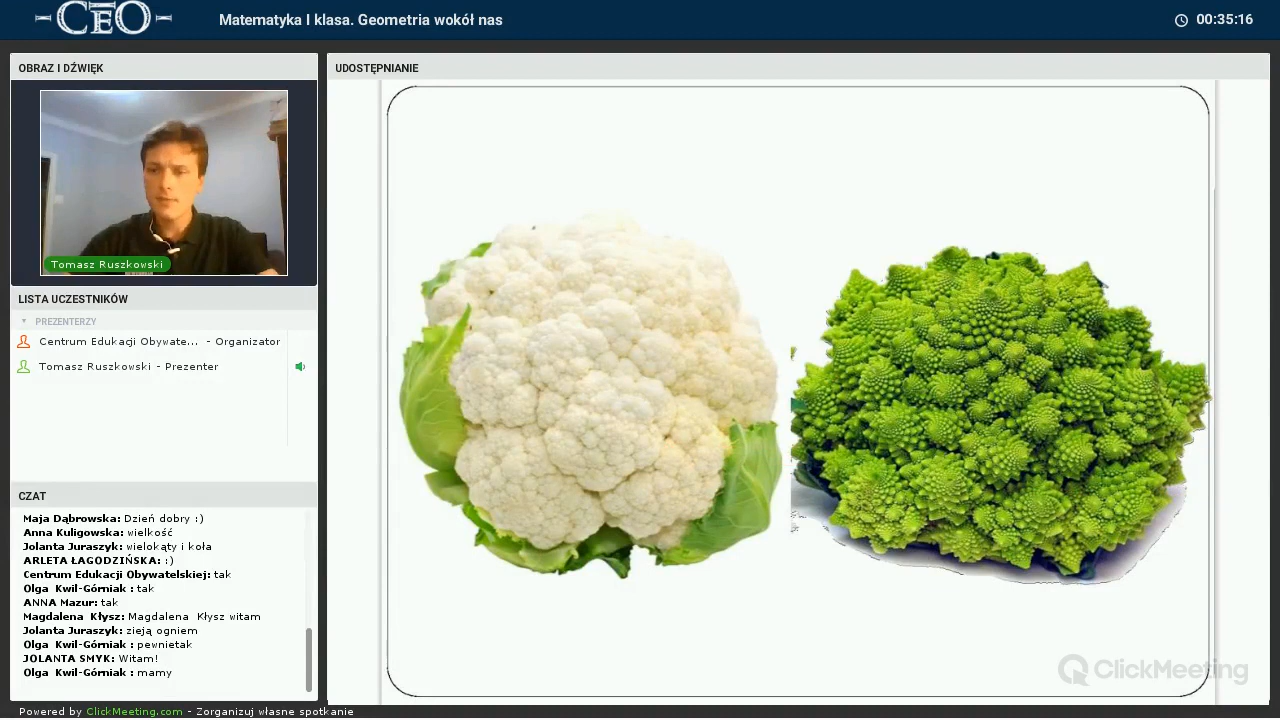 CEO
Matematyka I klasa. Geometria wokół nas
00:35:16
OBRAZ I DŹWIĘK
Tomasz Ruszkowski
LISTA UCZESTNIKÓW
PREZENTERZY
Centrum Edukacji Obywate... - Organizator
Tomasz Ruszkowski - Prezenter
CZAT
Maja Dąbrowska: Dzień dobry :)
Anna Kuligowska: wielkość
Jolanta Juraszyk: wielokąty i koła
ARLETA ŁAGODZIŃSKA: :)
Centrum Edukacji Obywatelskiej: tak
Olga Kwil-Górniak : tak
ANNA Mazur: tak
Magdalena Kłysz: Magdalena Kłysz witam
Jolanta Juraszyk: zieją ogniem
Olga Kwil-Górniak : pewnietak
JOLANTA SMYK: Witam!
Olga Kwil-Górniak : mamy
UDOSTĘPNIANIE
ClickMeeting
Powered by ClickMeeting.com - Zorganizuj własne spotkanie